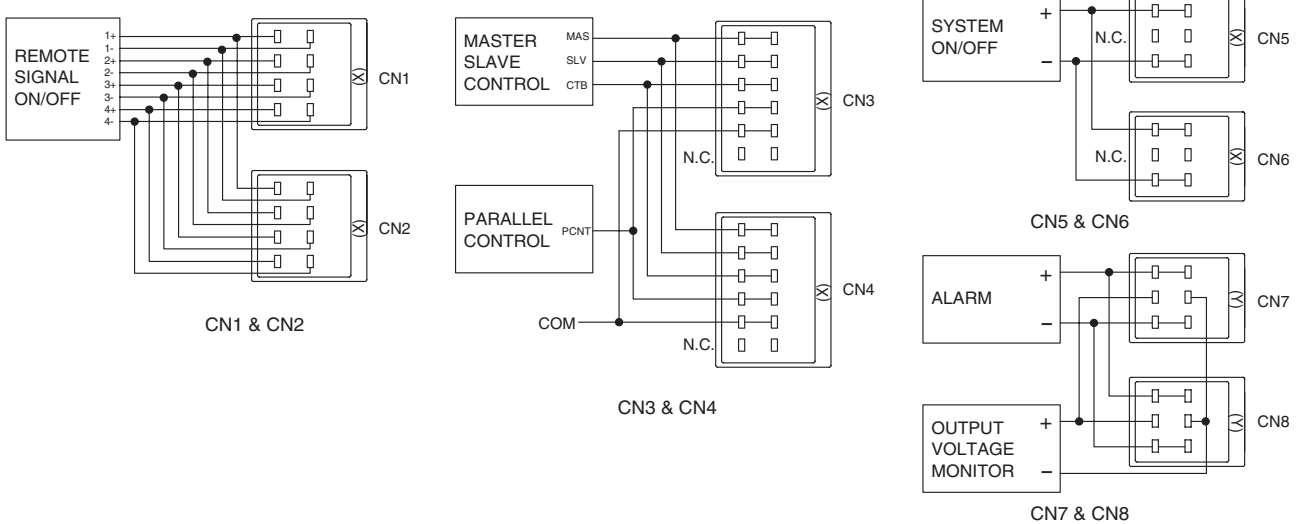 REMOTE
SIGNAL
ON/OFF
1+
1-
2+
2-
3+
3-
4+
4-
(X)
CN1
(X)
CN2
CN1 & CN2
MASTER
SLAVE
CONTROL
MAS
SLV
CTB
N.C.
(X)
CN3
PARALLEL
CONTROL
PCNT
COM
N.C.
(X)
CN4
CN3 & CN4
SYSTEM
ON/OFF
+
−
N.C.
(X)
CN5
N.C.
(X)
CN6
CN5 & CN6
ALARM
+
−
(Y)
CN7
OUTPUT
VOLTAGE
MONITOR
+
−
(Y)
CN8
CN7 & CN8